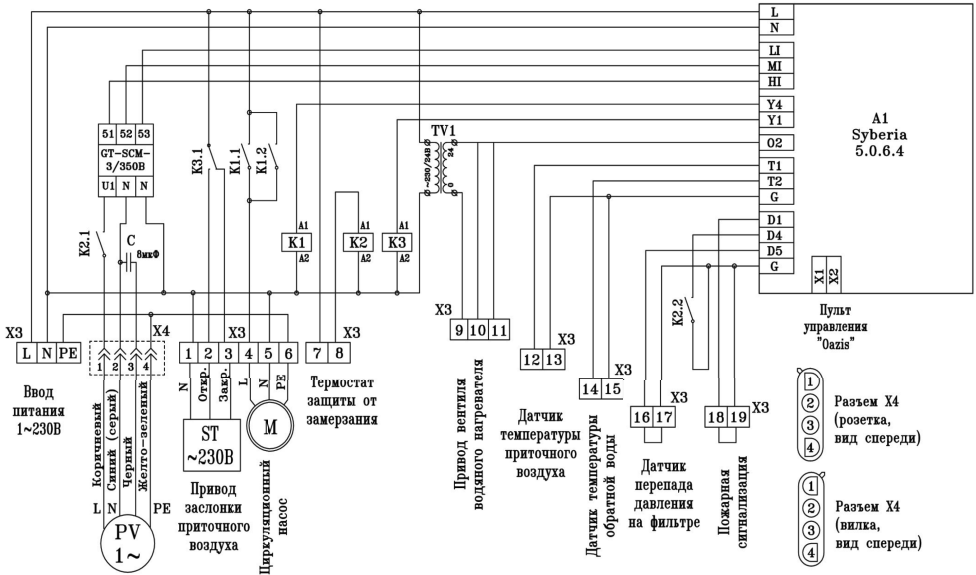 L
N
LI
MI
HI
Y4
Y1
O2
T1
T2
G
D1
D4
D5
G
A1
Syberia
5.0.6.4
X1
X2
Пульт
управления
"Oazis"
51 52 53
GT-SCM-
3/350B
U1 N N
K2.1
C
8мкФ
K3.1
K1.1
K1.2
TV1
~230/24В
24
0
A1
K1
A2
A1
K2
A2
A1
K3
A2
K2.2
X3
L N PE
Ввод
питания
1~230В
X4
1 2 3 4
Коричневый
Синий (серый)
Черный
Желто-зеленый
L N PE
PV
1~
X3
1 2 3 4 5 6
N
Откр.
Закр.
L
N
PE
ST
~230В
Привод
заслонки
приточного
воздуха
M
Циркуляционный
насос
X3
7 8
Термостат
защиты от
замерзания
X3
9 10 11
Привод вентиля
водяного нагревателя
X3
12 13
Датчик
температуры
приточного
воздуха
X3
14 15
Датчик температуры
обратной воды
X3
16 17
Датчик
перепада
давления
на фильтре
X3
18 19
Пожарная
сигнализация
1
2
3
4
Разъем X4
(розетка,
вид спереди)
1
2
3
4
Разъем X4
(вилка,
вид спереди)